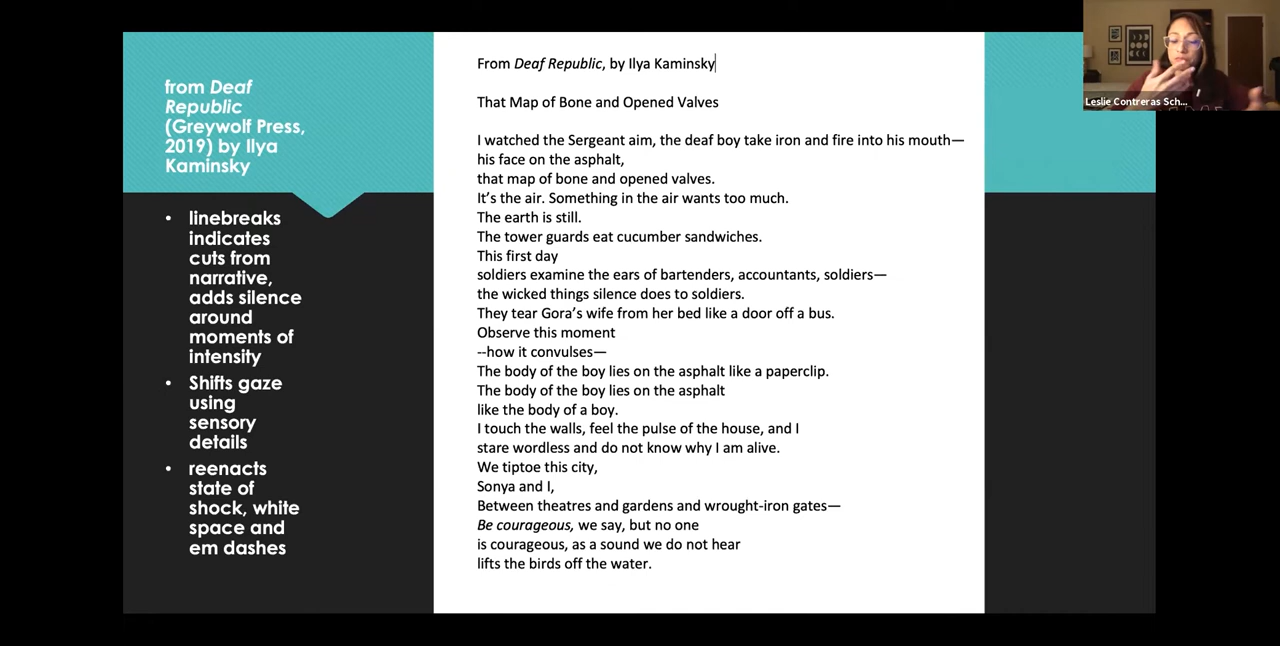 from Deaf
Republic
(Greywolf Press,
2019) by Ilya
Kaminsky
• linebreaks
indicates
cuts from
narrative,
adds silence
around
moments of
intensity
• Shifts gaze
using
sensory
details
• reenacts
state of
shock, white
space and
em dashes
From Deaf Republic, by Ilya Kaminsky
That Map of Bone and Opened Valves
I watched the Sergeant aim, the deaf boy take iron and fire into his mouth—
his face on the asphalt,
that map of bone and opened valves.
It’s the air. Something in the air wants too much.
The earth is still.
The tower guards eat cucumber sandwiches.
This first day
soldiers examine the ears of bartenders, accountants, soldiers—
the wicked things silence does to soldiers.
They tear Gora’s wife from her bed like a door off a bus.
Observe this moment
--how it convulses—
The body of the boy lies on the asphalt like a paperclip.
The body of the boy lies on the asphalt
like the body of a boy.
I touch the walls, feel the pulse of the house, and I
stare wordless and do not know why I am alive.
We tiptoe this city,
Sonya and I,
Between theatres and gardens and wrought-iron gates—
Be courageous, we say, but no one
is courageous, as a sound we do not hear
lifts the birds off the water.
Leslie Contreras Sch...